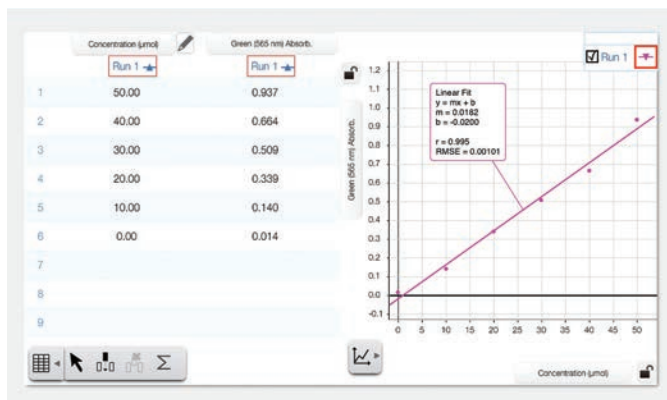 Concentration (µmol)
Green (565 nm) Absorb.
Run 1
Run 1
1 50.00 0.937
2 40.00 0.664
3 30.00 0.509
4 20.00 0.339
5 10.00 0.140
6 0.00 0.014
7
8
9
0.0
Σ
Run 1
Green (565 nm) Absorb.
1.2
1.1
1.0
0.9
0.8
0.7
0.6
0.5
0.4
0.3
0.2
0.1
0.0
-0.1
Linear Fit
y = mx + b
m = 0.0182
b = -0.0200
r = 0.995
RMSE = 0.00101
0 5 10 15 20 25 30 35 40 45 50
Concentration (µmol)